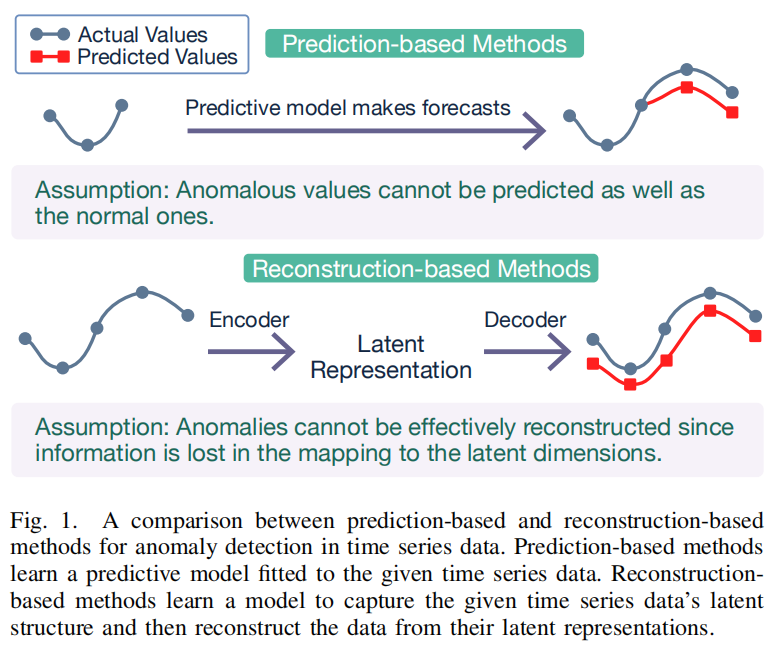 Actual Values
Predicted Values
Prediction-based Methods
Predictive model makes forecasts
Assumption: Anomalous values cannot be predicted as well as
the normal ones.
Reconstruction-based Methods
Encoder
Latent
Representation
Decoder
Assumption: Anomalies cannot be effectively reconstructed since
information is lost in the mapping to the latent dimensions.
Fig. 1. A comparison between prediction-based and reconstruction-based
methods for anomaly detection in time series data. Prediction-based methods
learn a predictive model fitted to the given time series data. Reconstruction-
based methods learn a model to capture the given time series data's latent
structure and then reconstruct the data from their latent representations.